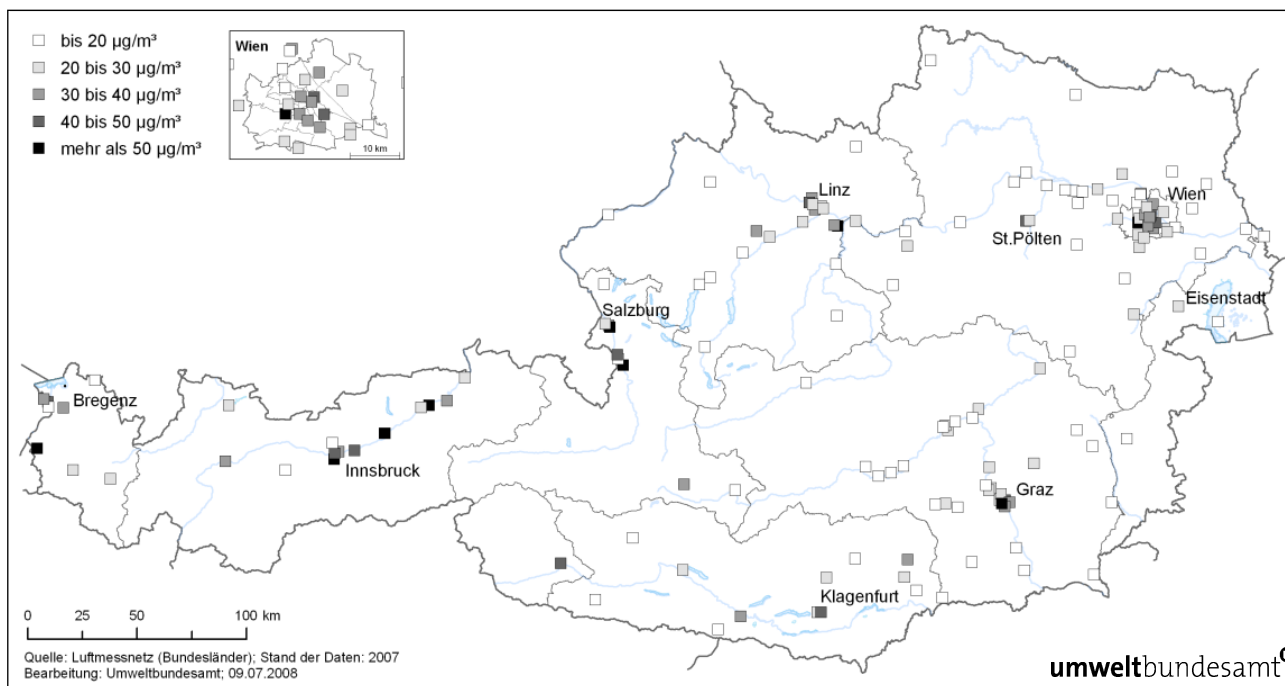 bis 20 µg/m³
20 bis 30 µg/m³
30 bis 40 µg/m³
40 bis 50 µg/m³
mehr als 50 µg/m³
Wien
10 km
Linz
Wien
St.Pölten
Eisenstadt
Salzburg
Bregenz
Innsbruck
Graz
Klagenfurt
0 25 50 100 km
Quelle: Luftmessnetz (Bundesländer); Stand der Daten: 2007
Bearbeitung: Umweltbundesamt; 09.07.2008
umweltbundesamt